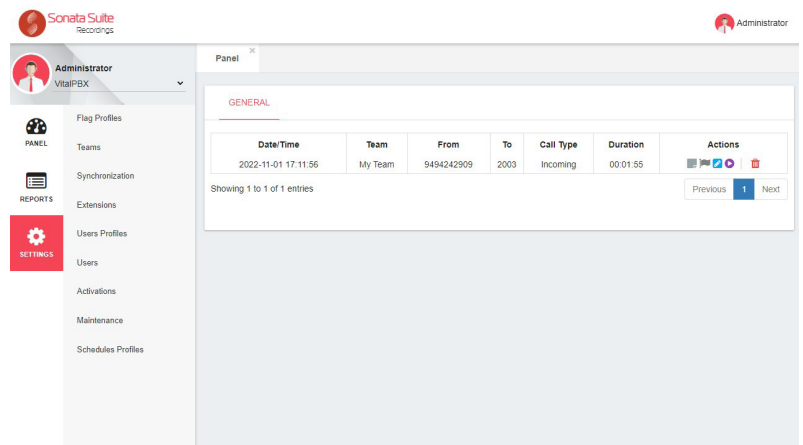 Sonata Suite
Recordings
Administrator
Administrator
VitalPBX
PANEL
REPORTS
SETTINGS
Flag Profiles
Teams
Synchronization
Extensions
Users Profiles
Users
Activations
Maintenance
Schedules Profiles
Panel
GENERAL
Date/Time Team From To Call Type Duration Actions
2022-11-01 17:11:56 My Team 9494242909 2003 Incoming 00:01:55
Showing 1 to 1 of 1 entries
Previous 1 Next